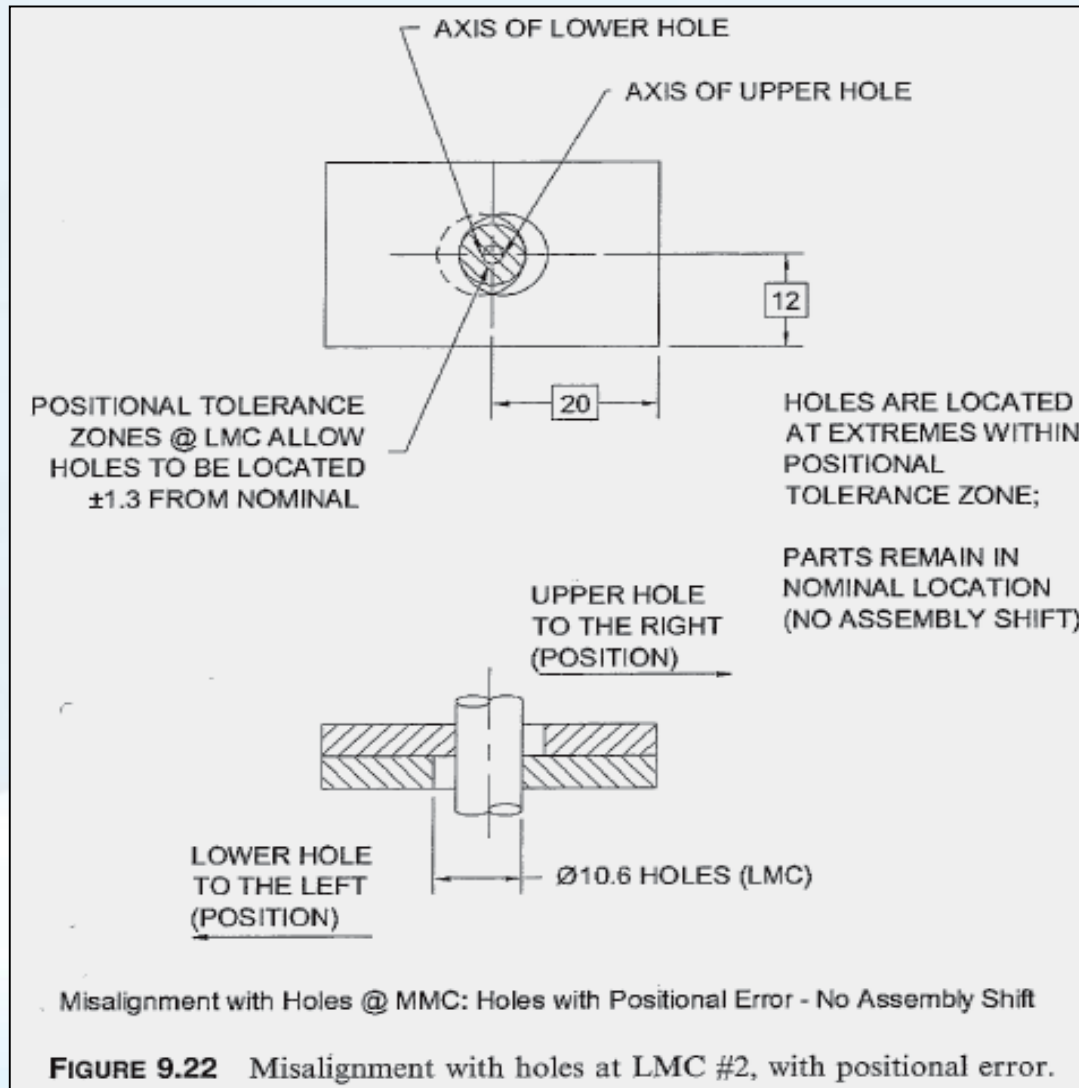 AXIS OF LOWER HOLE
AXIS OF UPPER HOLE
12
20
POSITIONAL TOLERANCE
ZONES @ LMC ALLOW
HOLES TO BE LOCATED
±1.3 FROM NOMINAL
HOLES ARE LOCATED
AT EXTREMES WITHIN
POSITIONAL
TOLERANCE ZONE;
PARTS REMAIN IN
NOMINAL LOCATION
(NO ASSEMBLY SHIFT)
UPPER HOLE
TO THE RIGHT
(POSITION)
LOWER HOLE
TO THE LEFT
(POSITION)
Ø10.6 HOLES (LMC)
Misalignment with Holes @ MMC: Holes with Positional Error - No Assembly Shift
FIGURE 9.22 Misalignment with holes at LMC #2, with positional error.